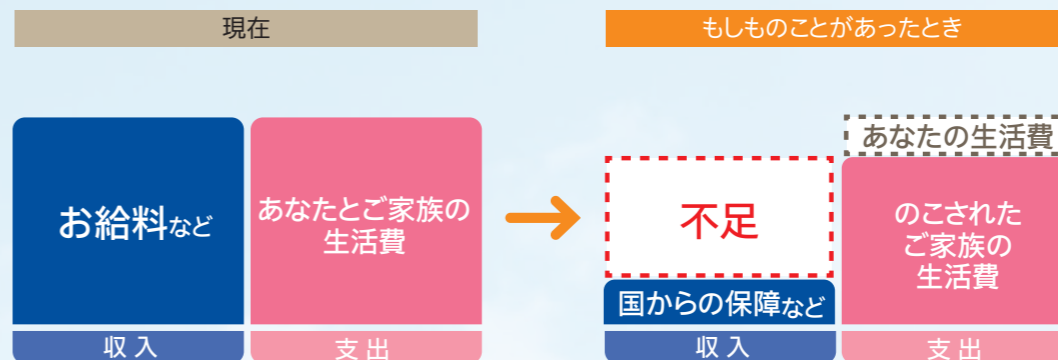 現在
お給料など
あなたとご家族の
生活費
収入
支出
もしものことがあったとき
あなたの生活費
不足
国からの保障など
のこされた
ご家族の
生活費
収入
支出